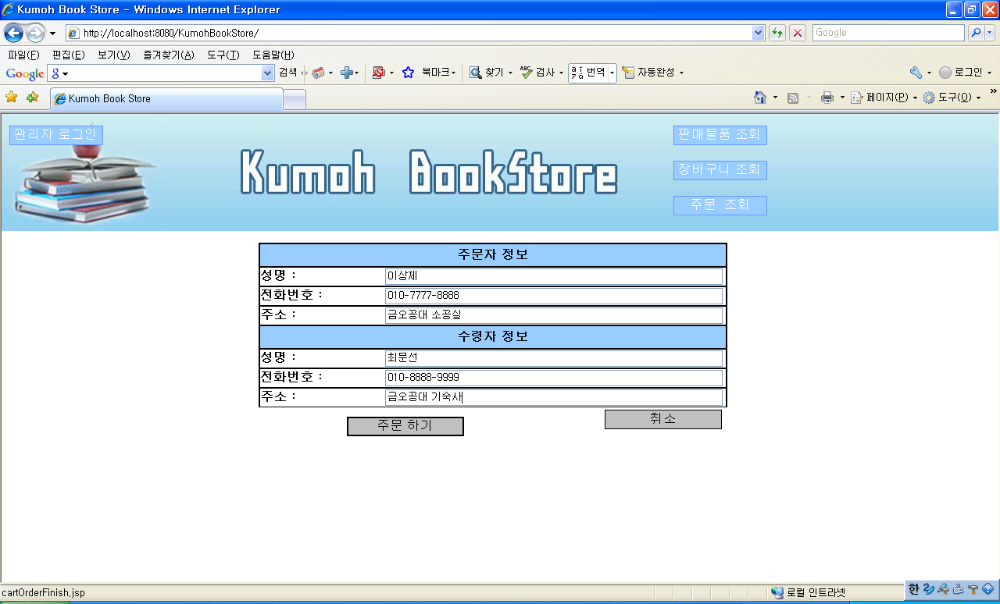 Kumoh Book Store - Windows Internet Explorer
http://localhost:8080/KumohBookStore/
Google
파일(F) 편집(E) 보기(V) 즐겨찾기(A) 도구(T) 도움말(H)
Google 검색 북마크 찾기 검사 번역 자동완성 로그인
Kumoh Book Store
페이지(P) 도구(O)
관리자 로그인
Kumoh BookStore
판매물품 조회
장바구니 조회
주문 조회
주문자 정보
성명 : 이상제
전화번호 : 010-7777-8888
주소 : 금오공대 소공실
수령자 정보
성명 : 최문선
전화번호 : 010-8888-9999
주소 : 금오공대 기숙새
주문 하기
취소
cartOrderFinish.jsp
로컬 인트라넷
한